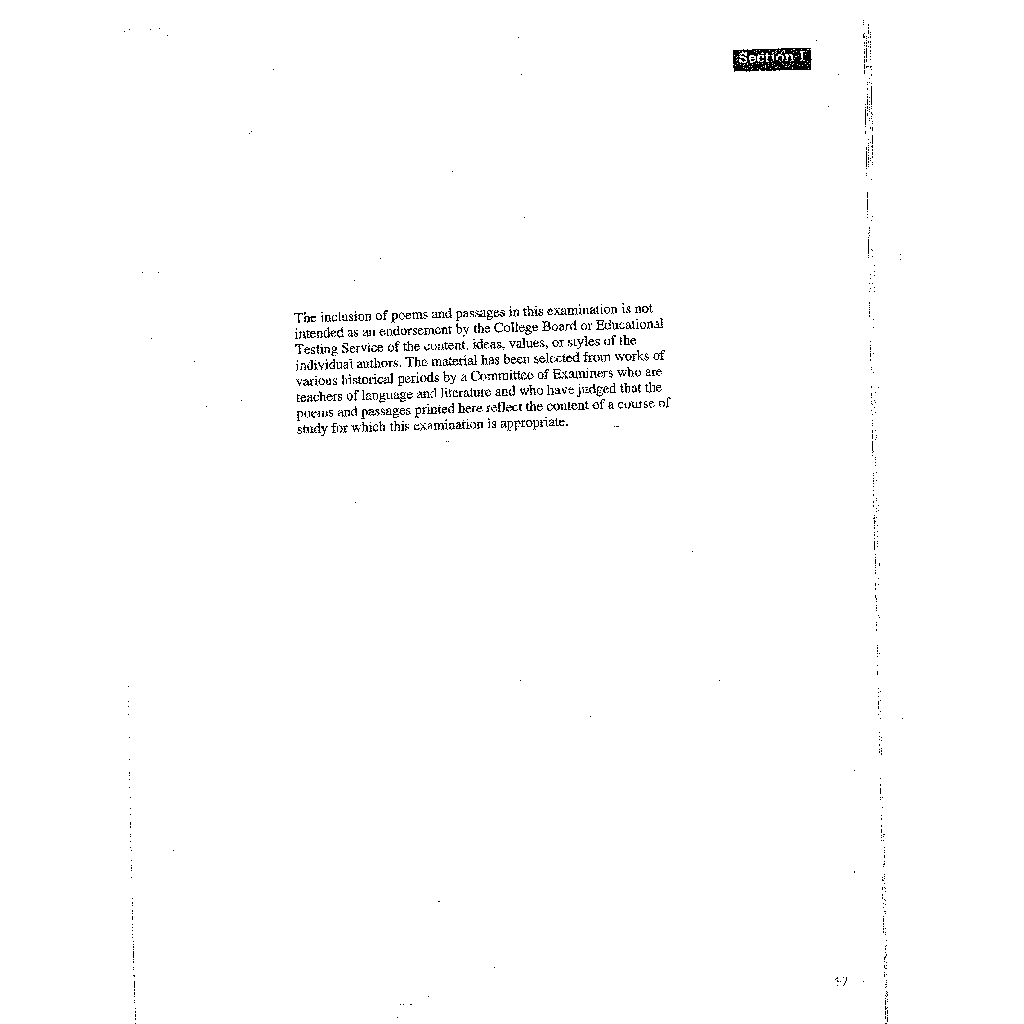 Section I
The inclusion of poems and passages in this examination is not
intended as an endorsement by the College Board or Educational
Testing Service of the content, ideas, values, or styles of the
individual authors. The material has been selected from works of
various historical periods by a Committee of Examiners who are
teachers of language and literature and who have judged that the
poems and passages printed here reflect the content of a course of
study for which this examination is appropriate.